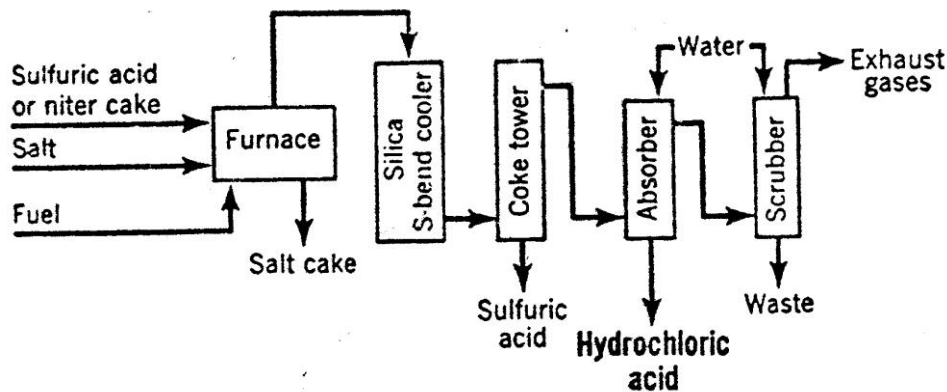 Sulfuric acid
or niter cake
Salt
Fuel
Furnace
Salt cake
Silica
S-bend cooler
Coke tower
Sulfuric
acid
Absorber
Hydrochloric
acid
Water
Scrubber
Waste
Exhaust
gases